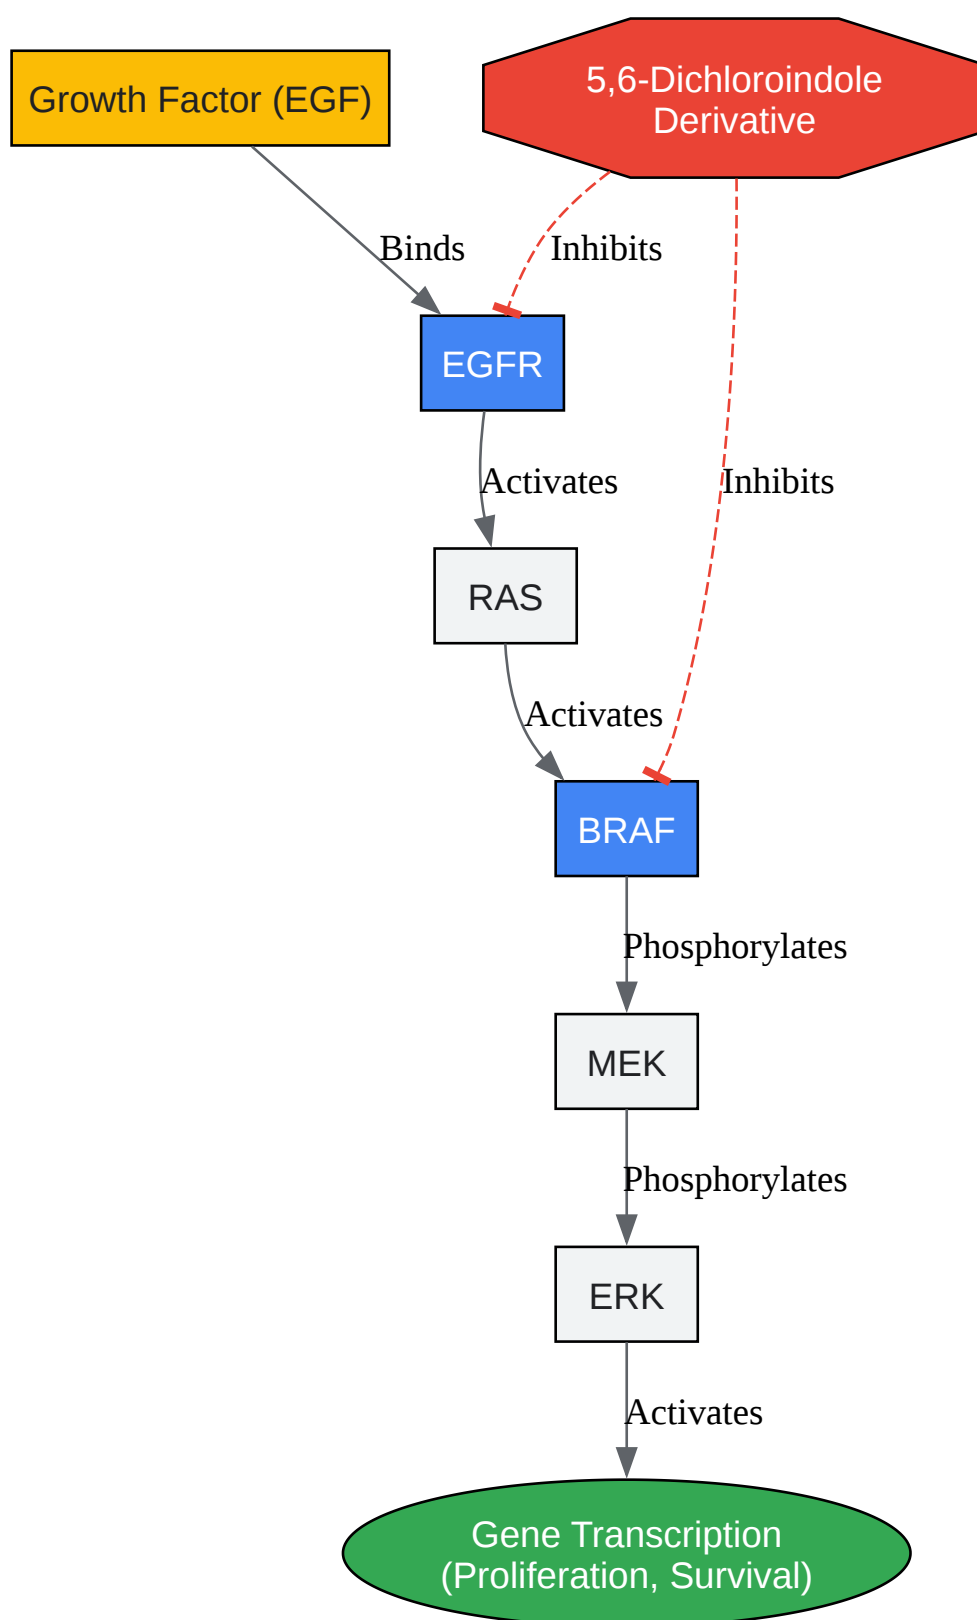 Growth Factor (EGF)
5,6-Dichloroindole
Derivative
Binds
Inhibits
EGFR
Activates
Inhibits
RAS
Activates
BRAF
Phosphorylates
MEK
Phosphorylates
ERK
Activates
Gene Transcription
(Proliferation, Survival)